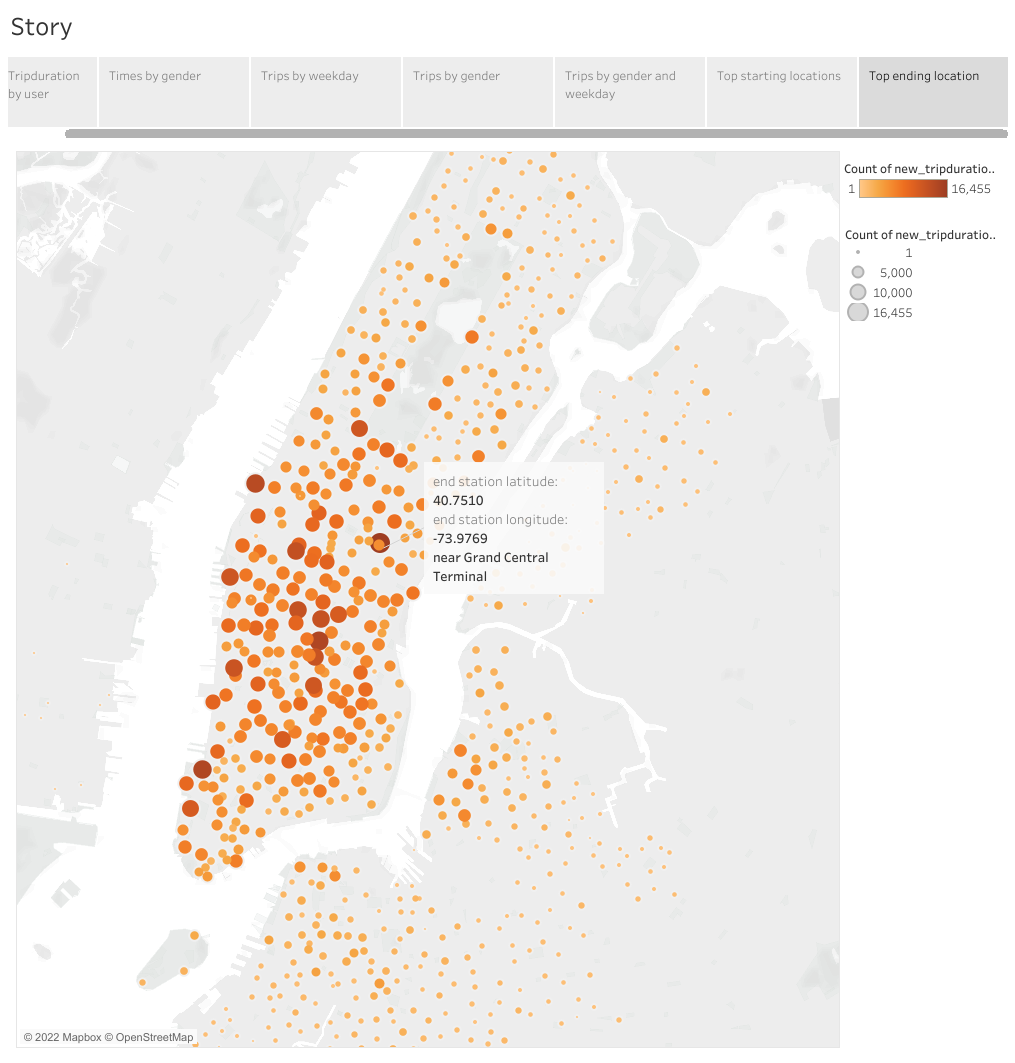 Story
Tripduration
by user
Times by gender
Trips by weekday
Trips by gender
Trips by gender and
weekday
Top starting locations
Top ending location
Count of new_tripduratio..
1
16,455
Count of new_tripduratio..
1
5,000
10,000
16,455
end station latitude:
40.7510
end station longitude:
-73.9769
near Grand Central
Terminal
© 2022 Mapbox © OpenStreetMap